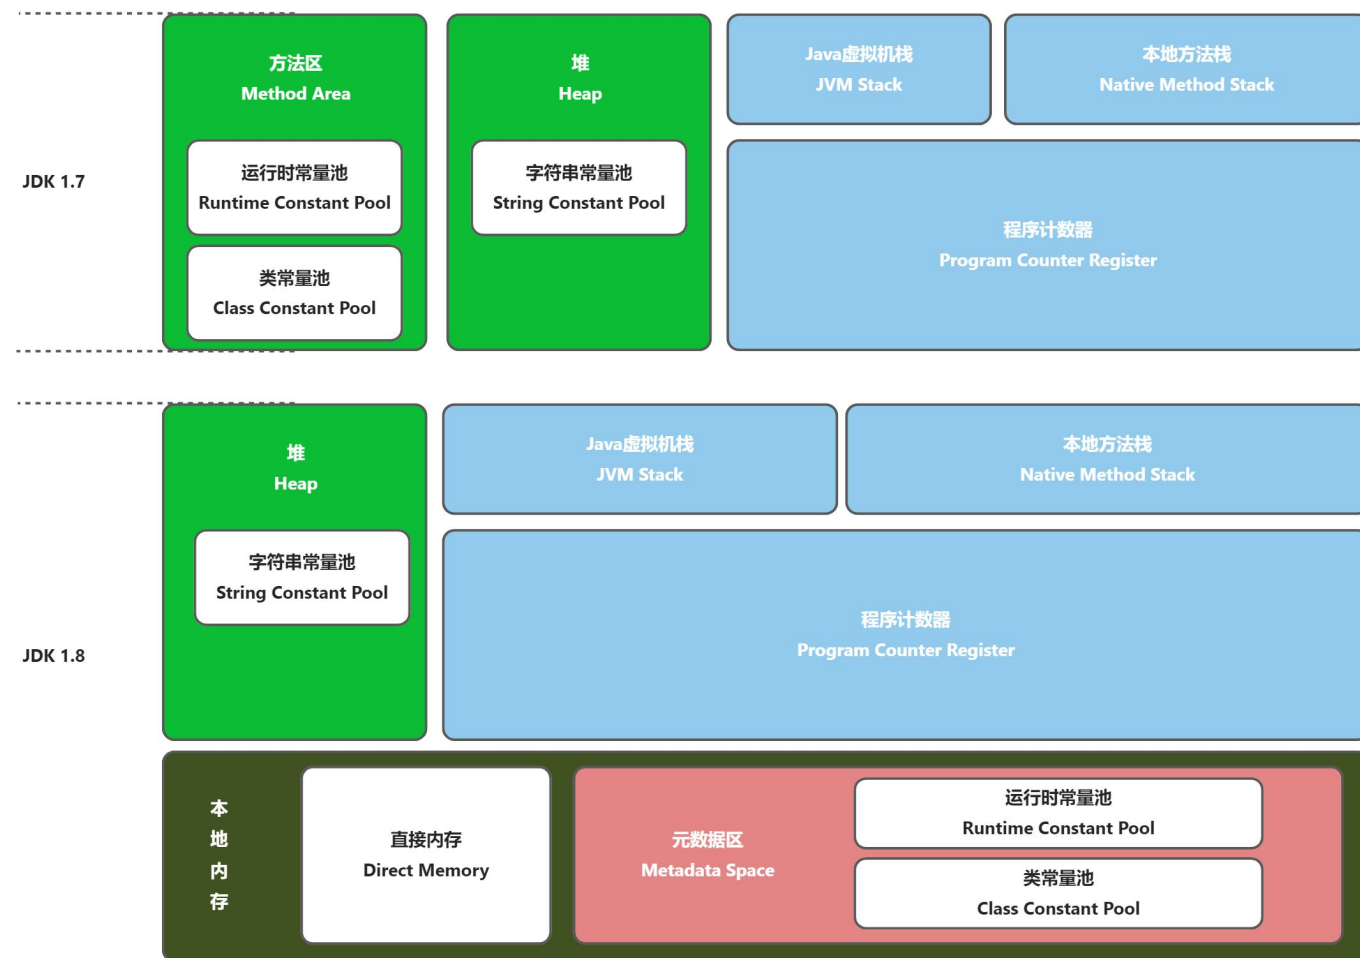 JDK 1.7
方法区
Method Area
运行时常量池
Runtime Constant Pool
类常量池
Class Constant Pool
堆
Heap
字符串常量池
String Constant Pool
Java虚拟机栈
JVM Stack
本地方法栈
Native Method Stack
程序计数器
Program Counter Register
JDK 1.8
堆
Heap
字符串常量池
String Constant Pool
Java虚拟机栈
JVM Stack
本地方法栈
Native Method Stack
程序计数器
Program Counter Register
本
地
内
存
直接内存
Direct Memory
元数据区
Metadata Space
运行时常量池
Runtime Constant Pool
类常量池
Class Constant Pool